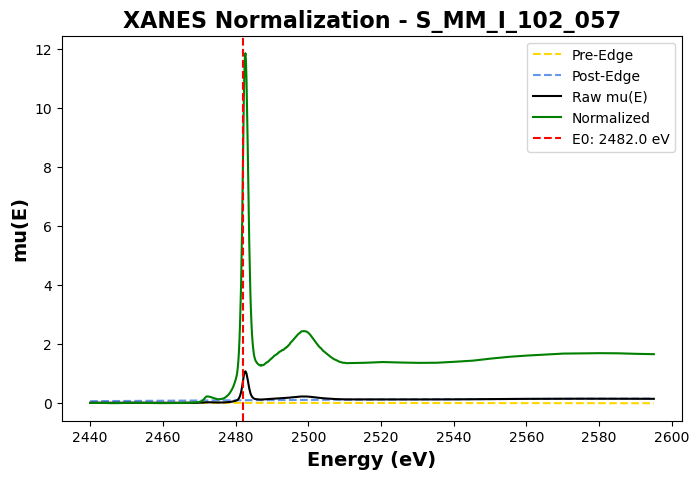 XANES Normalization - S_MM_I_102_057
12
10
8
6
4
2
0
mu(E)
Pre-Edge
Post-Edge
Raw mu(E)
Normalized
E0: 2482.0 eV
2440 2460 2480 2500 2520 2540 2560 2580 2600
Energy (eV)